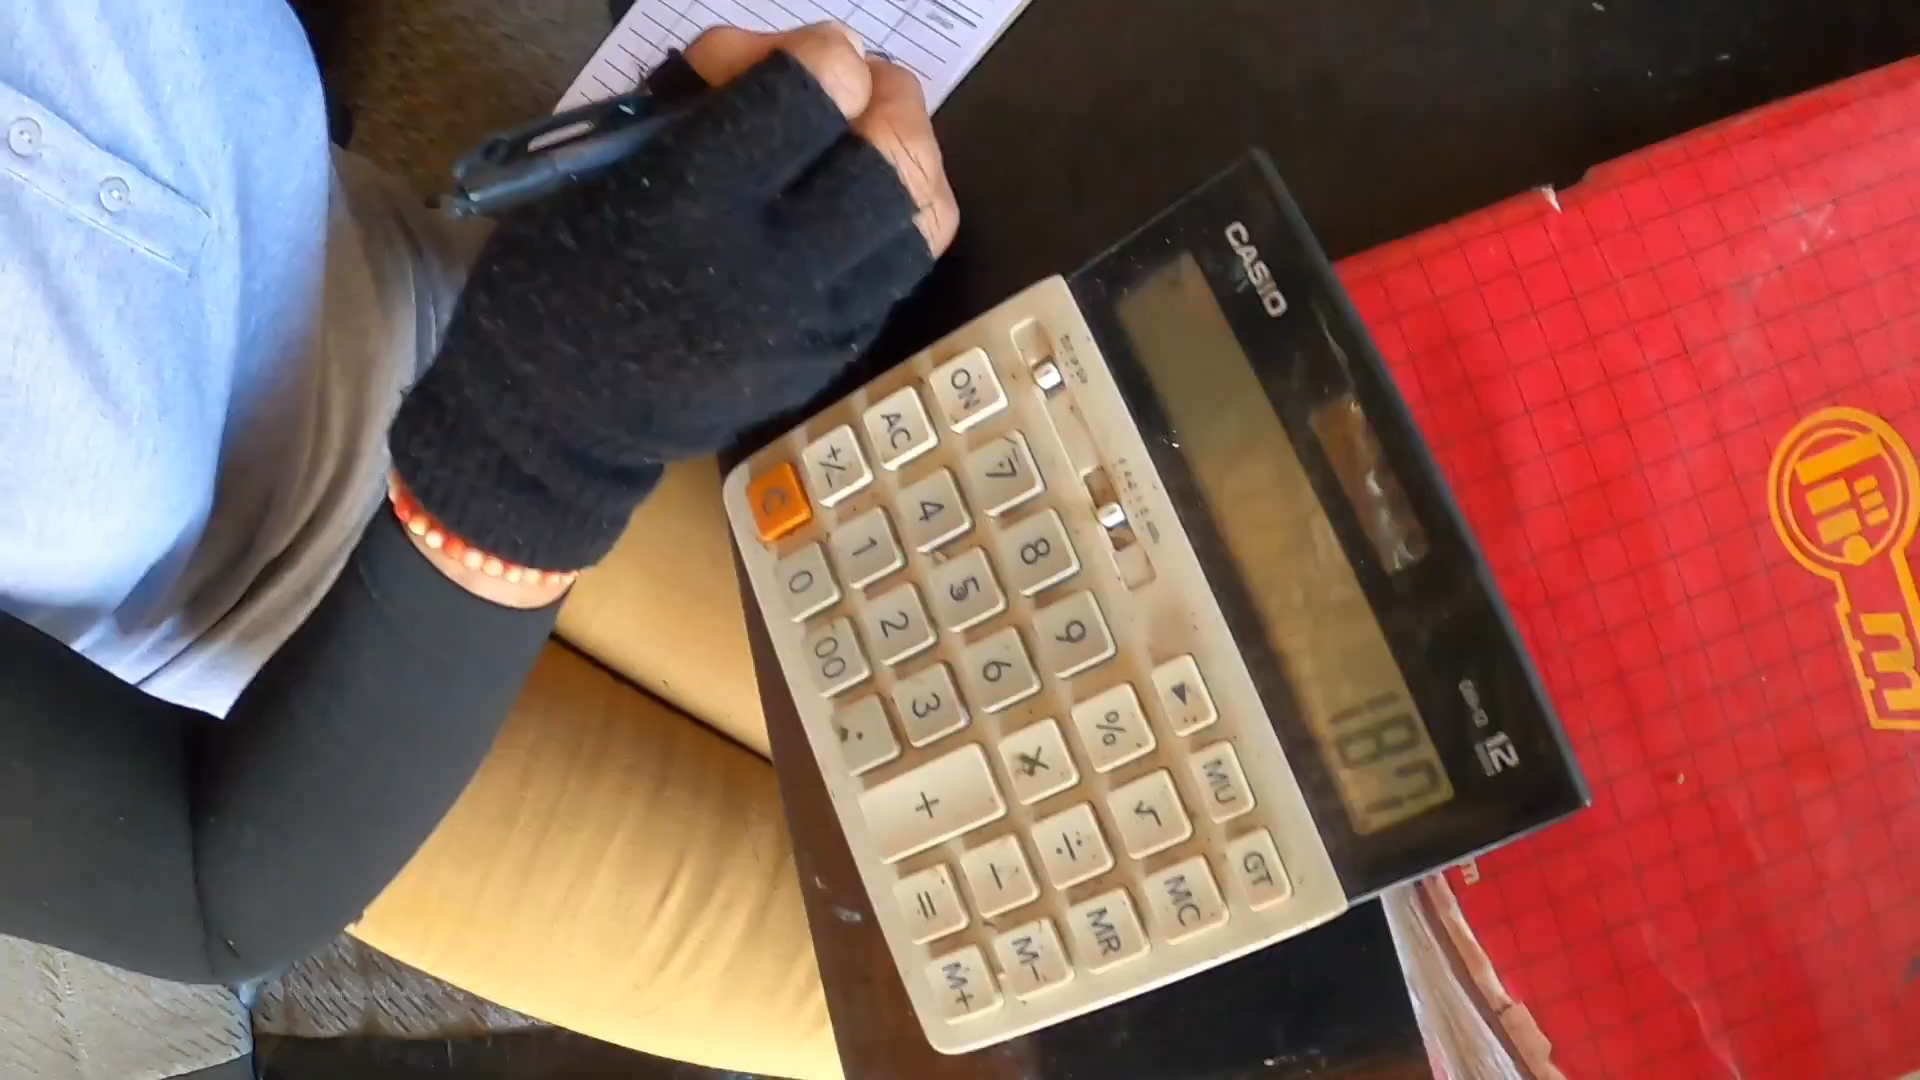 CASIO
12
187
ON
AC
+/-
C
7
4
1
0
8
5
2
00
9
6
3
.
▶
%
×
+
MU
√
÷
−
=
GT
MC
MR
M−
M+
m